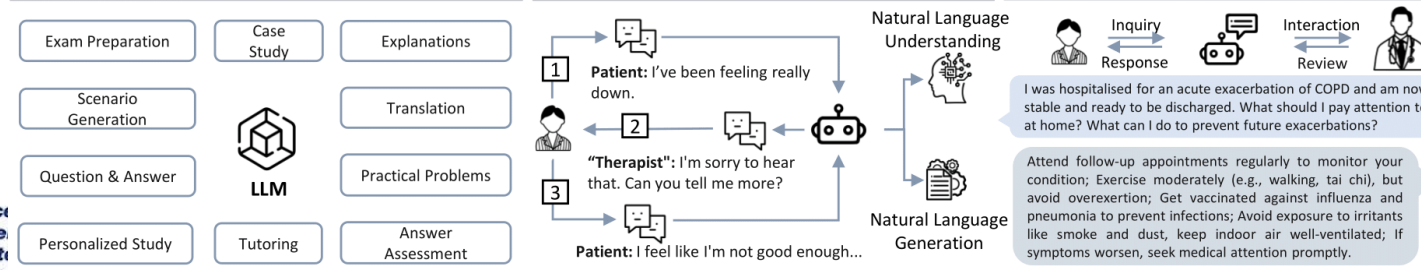 Exam Preparation
Case
Study
Explanations
Scenario
Generation
Translation
LLM
Question & Answer
Practical Problems
Personalized Study
Tutoring
Answer
Assessment
1
Patient: I've been feeling really
down.
2
"Therapist": I'm sorry to hear
that. Can you tell me more?
3
Patient: I feel like I'm not good enough...
Natural Language
Understanding
Natural Language
Generation
Inquiry
Response
Interaction
Review
I was hospitalised for an acute exacerbation of COPD and am now
stable and ready to be discharged. What should I pay attention to
at home? What can I do to prevent future exacerbations?
Attend follow-up appointments regularly to monitor your
condition; Exercise moderately (e.g., walking, tai chi), but
avoid overexertion; Get vaccinated against influenza and
pneumonia to prevent infections; Avoid exposure to irritants
like smoke and dust, keep indoor air well-ventilated; If
symptoms worsen, seek medical attention promptly.